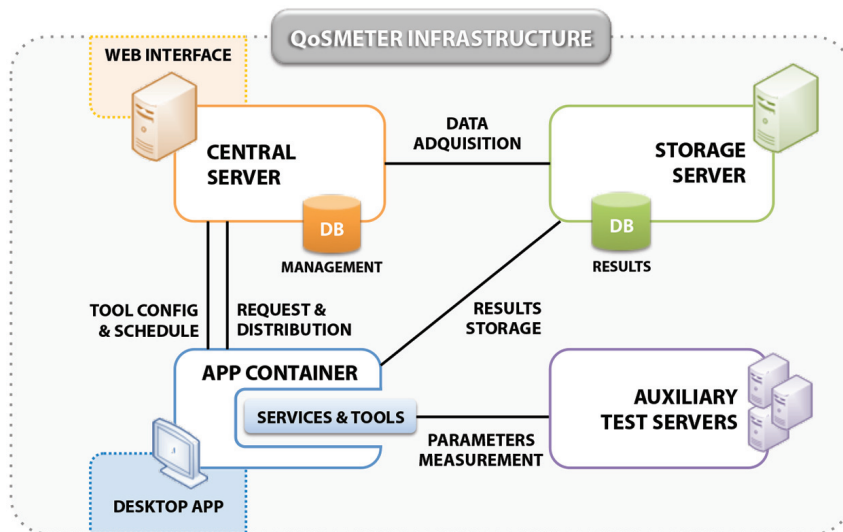 QoSMETER INFRASTRUCTURE
WEB INTERFACE
CENTRAL
SERVER
DATA
ADQUISITION
STORAGE
SERVER
DB
MANAGEMENT
DB
RESULTS
TOOL CONFIG
& SCHEDULE
REQUEST &
DISTRIBUTION
RESULTS
STORAGE
APP CONTAINER
SERVICES & TOOLS
PARAMETERS
MEASUREMENT
AUXILIARY
TEST SERVERS
DESKTOP APP